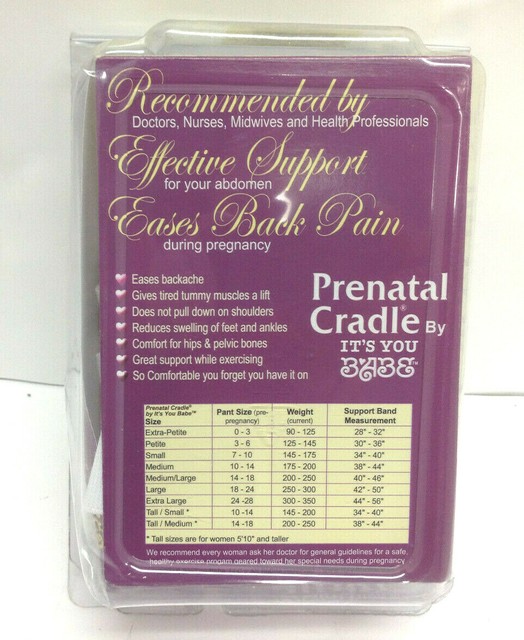 Recommended by
Doctors, Nurses, Midwives and Health Professionals
Effective Support
for your abdomen
Eases Back Pain
during pregnancy
Eases backache
Gives tired tummy muscles a lift
Does not pull down on shoulders
Reduces swelling of feet and ankles
Comfort for hips & pelvic bones
Great support while exercising
So Comfortable you forget you have it on
Prenatal
Cradle® By
IT'S YOU
BABE™
Prenatal Cradle® by It's You Babe™ Size Pant Size (pre-pregnancy) Weight (current) Support Band Measurement
Extra-Petite 0 - 3 90 - 125 28" - 32"
Petite 3 - 6 125 - 145 30" - 36"
Small 7 - 10 145 - 175 34" - 40"
Medium 10 - 14 175 - 200 38" - 44"
Medium/Large 14 - 18 200 - 250 40" - 46"
Large 18 - 24 250 - 300 42" - 50"
Extra Large 24 -28 300 - 350 44" - 56"
Tall / Small * 10 -14 145 - 200 34" - 40"
Tall / Medium * 14 -18 200 - 250 38" - 44"
* Tall sizes are for women 5'10" and taller
We recommend every woman ask her doctor for general guidelines for a safe,
healthy exercise progam geared toward her special needs during pregnancy